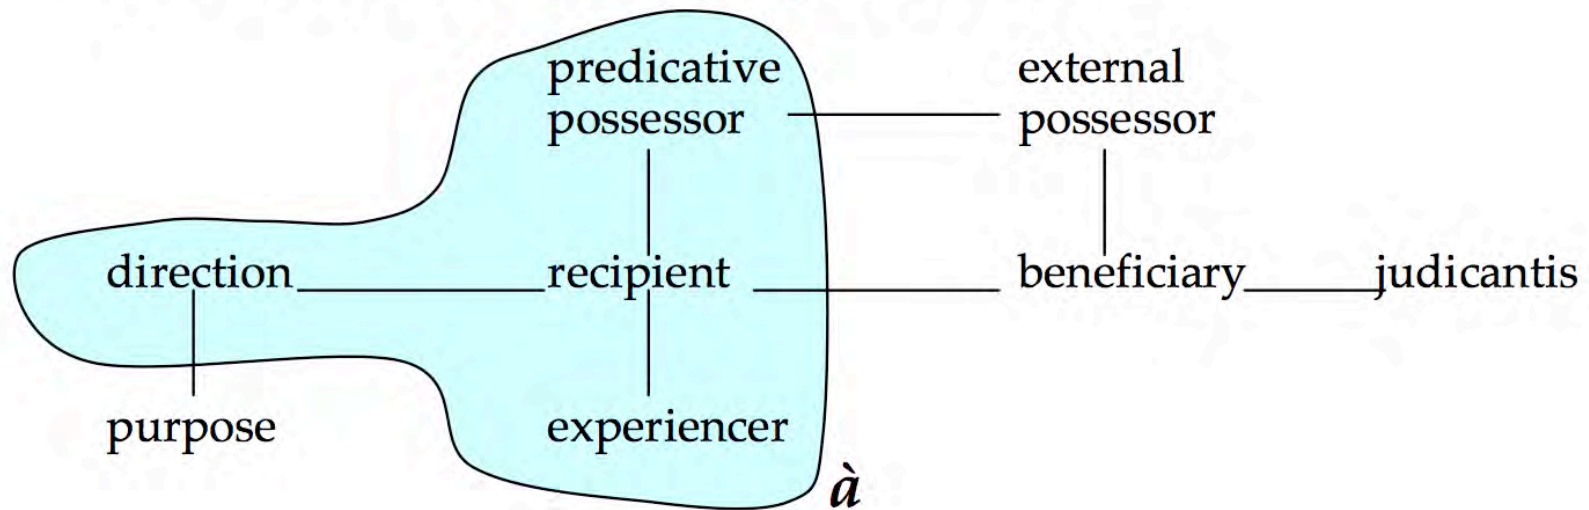 predicative
possessor
external
possessor
direction
recipient
beneficiary
judicantis
purpose
experiencer
à